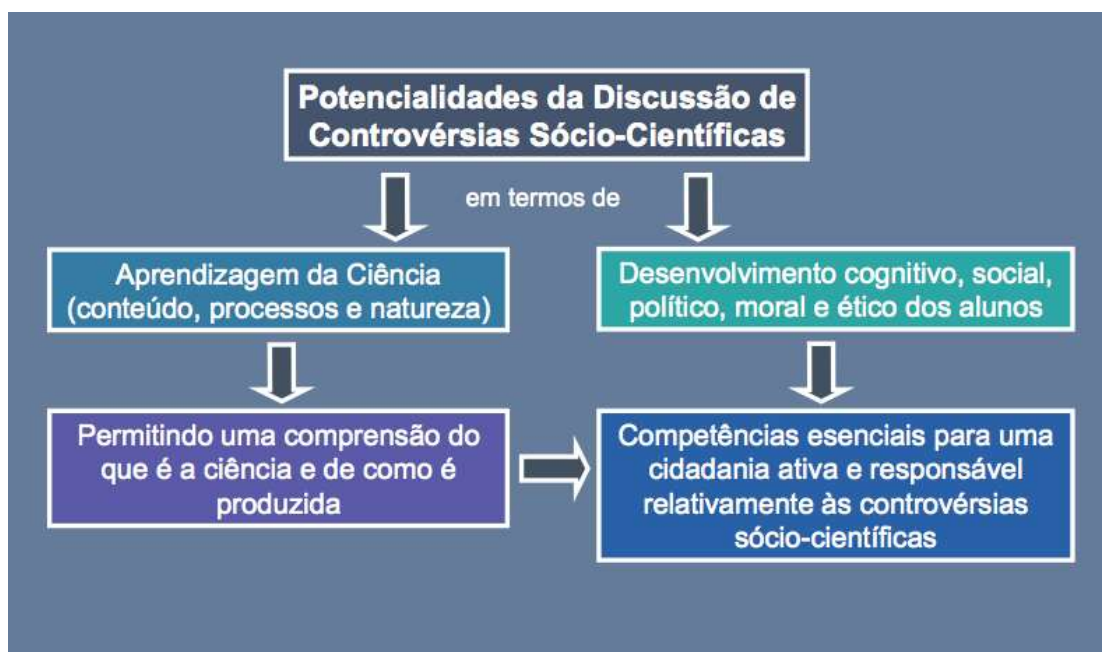 Potencialidades da Discussão de
Controvérsias Sócio-Científicas
em termos de
Aprendizagem da Ciência
(conteúdo, processos e natureza)
Desenvolvimento cognitivo, social,
político, moral e ético dos alunos
Permitindo uma comprensão do
que é a ciência e de como é
produzida
Competências esenciais para uma
cidadania ativa e responsável
relativamente às controvérsias
sócio-científicas